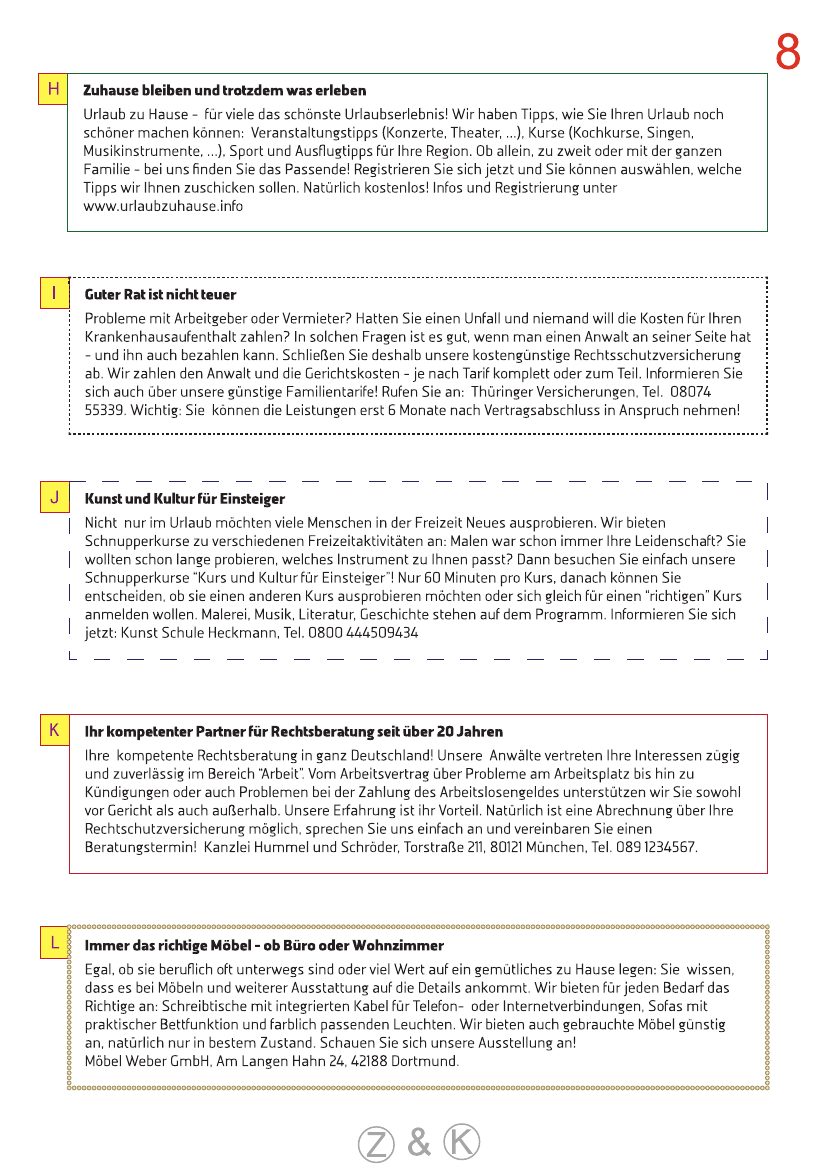 8
H
Zuhause bleiben und trotzdem was erleben
Urlaub zu Hause - für viele das schönste Urlaubserlebnis! Wir haben Tipps, wie Sie Ihren Urlaub noch
schöner machen können: Veranstaltungstipps (Konzerte, Theater, ...), Kurse (Kochkurse, Singen,
Musikinstrumente, ...), Sport und Ausflugtipps für Ihre Region. Ob allein, zu zweit oder mit der ganzen
Familie - bei uns finden Sie das Passende! Registrieren Sie sich jetzt und Sie können auswählen, welche
Tipps wir Ihnen zuschicken sollen. Natürlich kostenlos! Infos und Registrierung unter
www.urlaubzuhause.info
I
Guter Rat ist nicht teuer
Probleme mit Arbeitgeber oder Vermieter? Hatten Sie einen Unfall und niemand will die Kosten für Ihren
Krankenhausaufenthalt zahlen? In solchen Fragen ist es gut, wenn man einen Anwalt an seiner Seite hat
- und ihn auch bezahlen kann. Schließen Sie deshalb unsere kostengünstige Rechtsschutzversicherung
ab. Wir zahlen den Anwalt und die Gerichtskosten - je nach Tarif komplett oder zum Teil. Informieren Sie
sich auch über unsere günstige Familientarife! Rufen Sie an: Thüringer Versicherungen, Tel. 08074
55339. Wichtig: Sie können die Leistungen erst 6 Monate nach Vertragsabschluss in Anspruch nehmen!
J
Kunst und Kultur für Einsteiger
Nicht nur im Urlaub möchten viele Menschen in der Freizeit Neues ausprobieren. Wir bieten
Schnupperkurse zu verschiedenen Freizeitaktivitäten an: Malen war schon immer Ihre Leidenschaft? Sie
wollten schon lange probieren, welches Instrument zu Ihnen passt? Dann besuchen Sie einfach unsere
Schnupperkurse "Kurs und Kultur für Einsteiger"! Nur 60 Minuten pro Kurs, danach können Sie
entscheiden, ob sie einen anderen Kurs ausprobieren möchten oder sich gleich für einen "richtigen" Kurs
anmelden wollen. Malerei, Musik, Literatur, Geschichte stehen auf dem Programm. Informieren Sie sich
jetzt: Kunst Schule Heckmann, Tel. 0800 444509434
K
Ihr kompetenter Partner für Rechtsberatung seit über 20 Jahren
Ihre kompetente Rechtsberatung in ganz Deutschland! Unsere Anwälte vertreten Ihre Interessen zügig
und zuverlässig im Bereich "Arbeit". Vom Arbeitsvertrag über Probleme am Arbeitsplatz bis hin zu
Kündigungen oder auch Problemen bei der Zahlung des Arbeitslosengeldes unterstützen wir Sie sowohl
vor Gericht als auch außerhalb. Unsere Erfahrung ist ihr Vorteil. Natürlich ist eine Abrechnung über Ihre
Rechtschutzversicherung möglich, sprechen Sie uns einfach an und vereinbaren Sie einen
Beratungstermin! Kanzlei Hummel und Schröder, Torstraße 211, 80121 München, Tel. 089 1234567.
L
Immer das richtige Möbel - ob Büro oder Wohnzimmer
Egal, ob sie beruflich oft unterwegs sind oder viel Wert auf ein gemütliches zu Hause legen: Sie wissen,
dass es bei Möbeln und weiterer Ausstattung auf die Details ankommt. Wir bieten für jeden Bedarf das
Richtige an: Schreibtische mit integrierten Kabel für Telefon- oder Internetverbindungen, Sofas mit
praktischer Bettfunktion und farblich passenden Leuchten. Wir bieten auch gebrauchte Möbel günstig
an, natürlich nur in bestem Zustand. Schauen Sie sich unsere Ausstellung an!
Möbel Weber GmbH, Am Langen Hahn 24, 42188 Dortmund.
Z & K